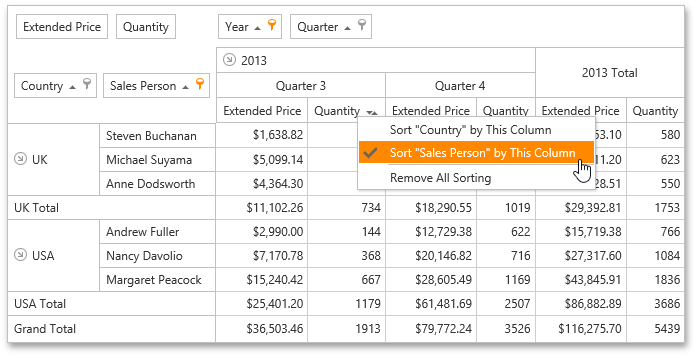 Extended Price Quantity Year Quarter
2013 2013 Total
Country Sales Person Quarter 3 Quarter 4
Extended Price Quantity Extended Price Quantity Extended Price Quantity
Sort "Country" by This Column
Sort "Sales Person" by This Column
Remove All Sorting
UK Steven Buchanan $1,638.82 53.10 580
Michael Suyama $5,099.14 11.20 623
Anne Dodsworth $4,364.30 28.51 550
UK Total $11,102.26 734 $18,290.55 1019 $29,392.81 1753
USA Andrew Fuller $2,990.00 144 $12,729.38 622 $15,719.38 766
Nancy Davolio $7,170.78 368 $20,146.82 716 $27,317.60 1084
Margaret Peacock $15,240.42 667 $28,605.49 1169 $43,845.91 1836
USA Total $25,401.20 1179 $61,481.69 2507 $86,882.89 3686
Grand Total $36,503.46 1913 $79,772.24 3526 $116,275.70 5439